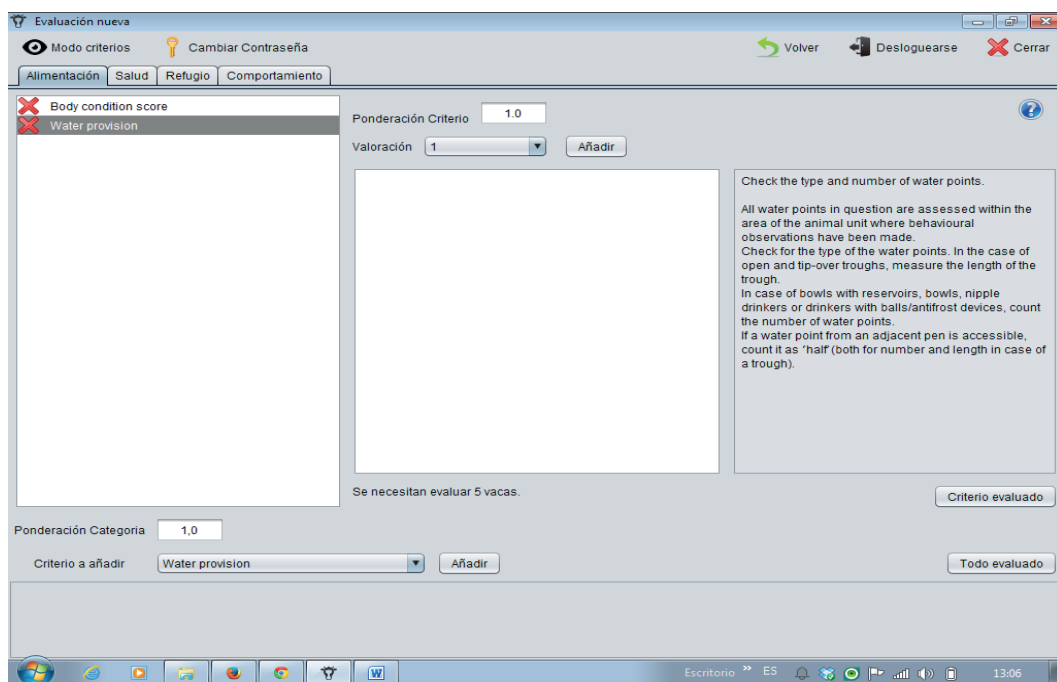 Evaluación nueva
Modo criterios
Cambiar Contraseña
Volver
Desloguearse
Cerrar
Alimentación
Salud
Refugio
Comportamiento
Body condition score
Water provision
Ponderación Criterio
1.0
Valoración
1
Añadir
Check the type and number of water points.
All water points in question are assessed within the
area of the animal unit where behavioural
observations have been made.
Check for the type of the water points. In the case of
open and tip-over troughs, measure the length of the
trough.
In case of bowls with reservoirs, bowls, nipple
drinkers or drinkers with balls/antifrost devices, count
the number of water points.
If a water point from an adjacent pen is accessible,
count it as 'half' (both for number and length in case of
a trough).
Se necesitan evaluar 5 vacas.
Criterio evaluado
Ponderación Categoria
1,0
Criterio a añadir
Water provision
Añadir
Todo evaluado
Escritorio
»
ES
13:06